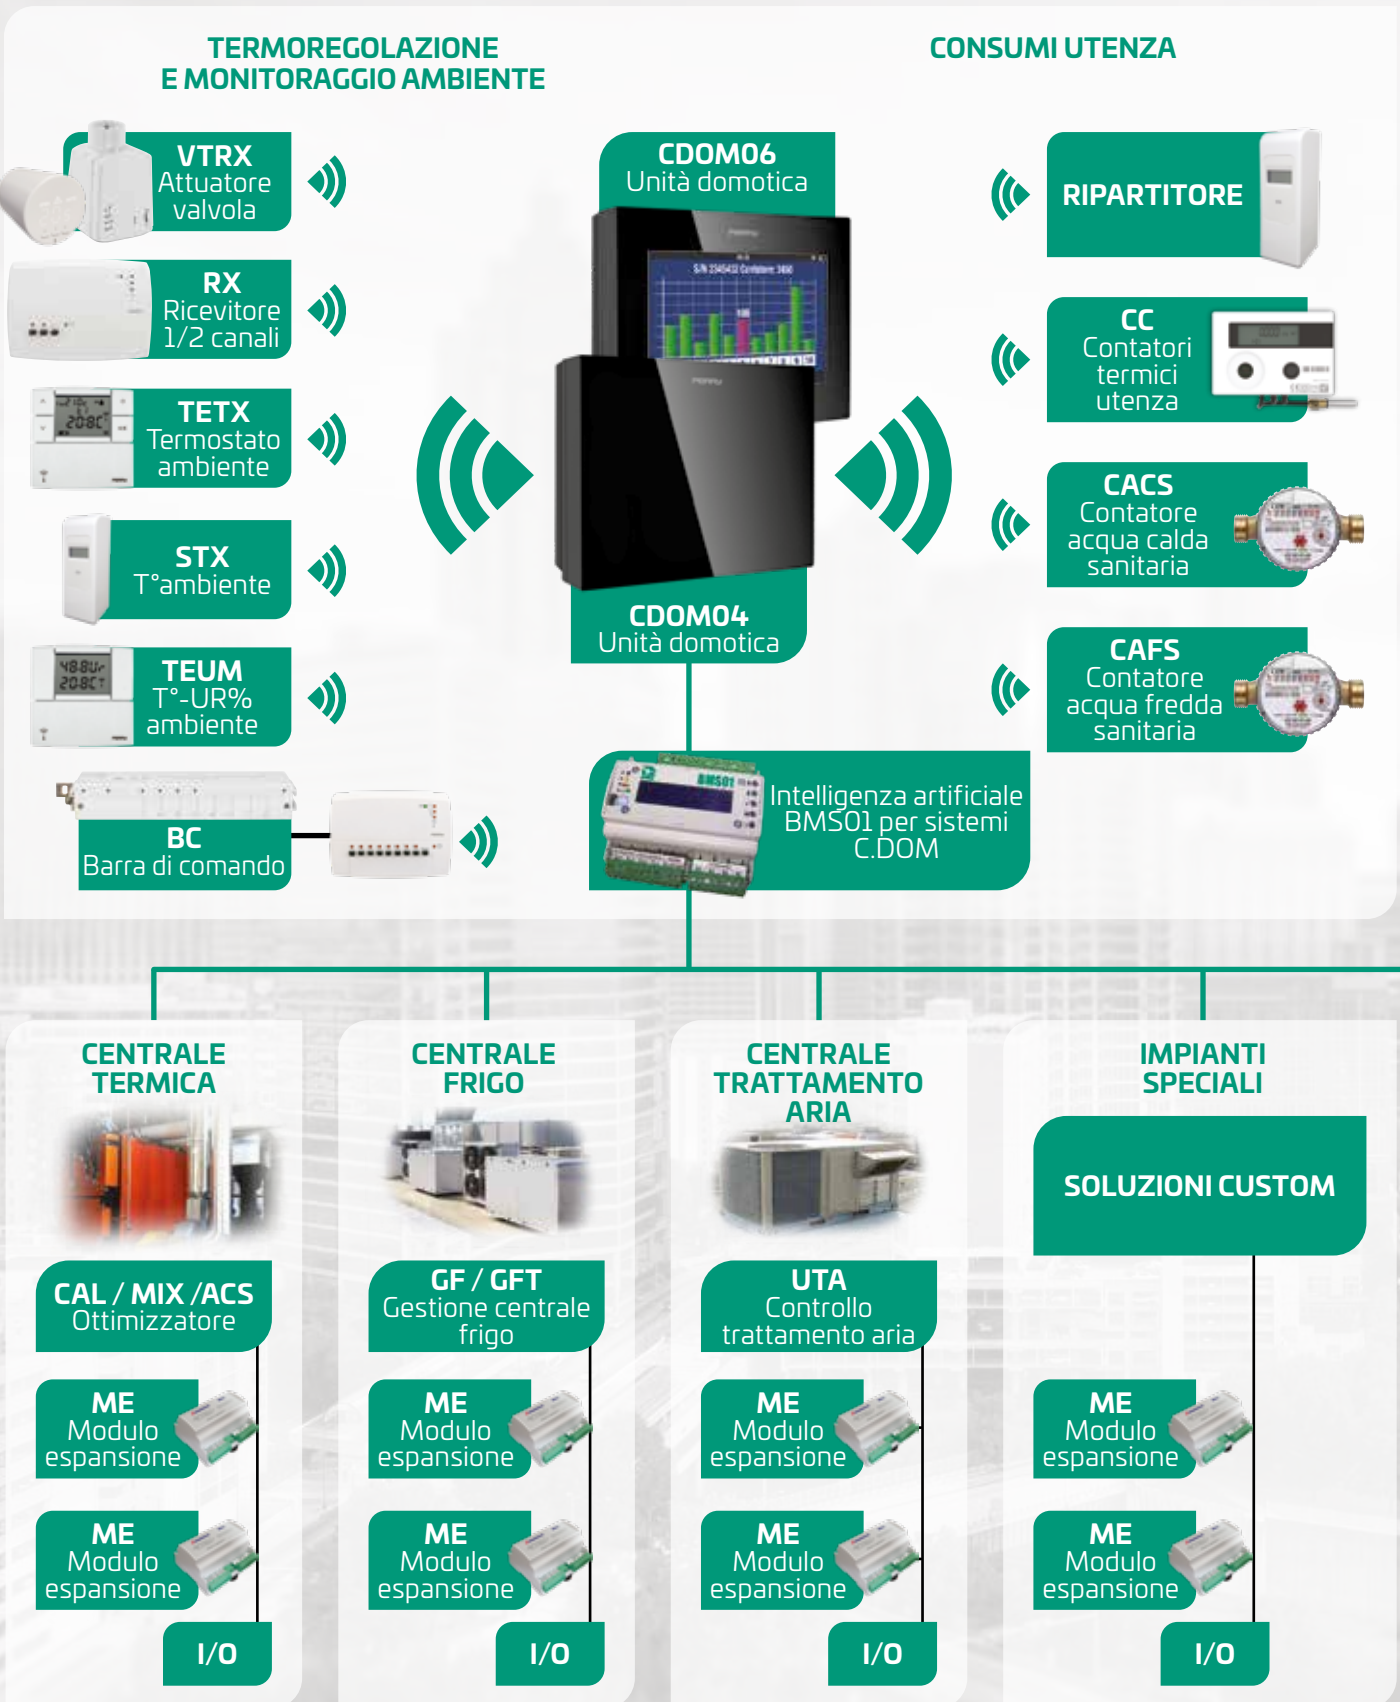 TERMOREGOLAZIONE
E MONITORAGGIO AMBIENTE
CONSUMI UTENZA
VTRX
Attuatore
valvola
RX
Ricevitore
1/2 canali
TETX
Termostato
ambiente
STX
T°ambiente
TEUM
T°-UR%
ambiente
BC
Barra di comando
CDOM06
Unità domotica
S/N 2345432 Contatore: 3450
CDOM04
Unità domotica
BMS01
Intelligenza artificiale
BMS01 per sistemi
C.DOM
RIPARTITORE
CC
Contatori
termici
utenza
CACS
Contatore
acqua calda
sanitaria
CAFS
Contatore
acqua fredda
sanitaria
CENTRALE
TERMICA
CAL / MIX /ACS
Ottimizzatore
ME
Modulo
espansione
ME
Modulo
espansione
I/O
CENTRALE
FRIGO
GF / GFT
Gestione centrale
frigo
ME
Modulo
espansione
ME
Modulo
espansione
I/O
CENTRALE
TRATTAMENTO
ARIA
UTA
Controllo
trattamento aria
ME
Modulo
espansione
ME
Modulo
espansione
I/O
IMPIANTI
SPECIALI
SOLUZIONI CUSTOM
ME
Modulo
espansione
ME
Modulo
espansione
I/O